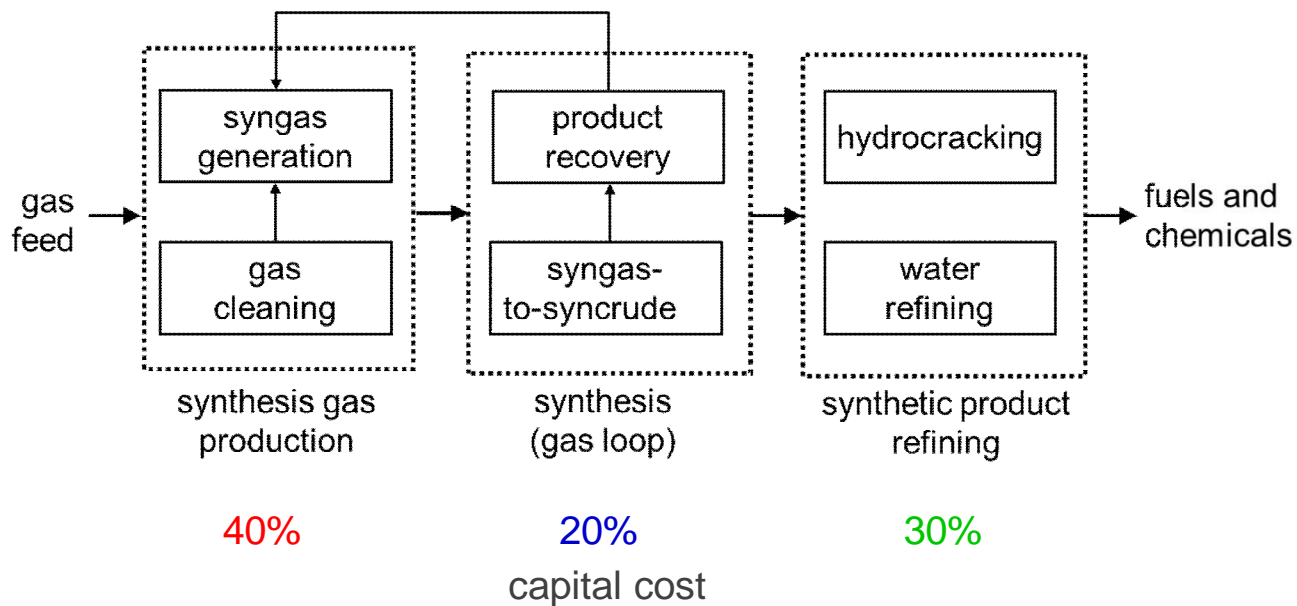 gas
feed
syngas
generation
gas
cleaning
synthesis gas
production
product
recovery
syngas-
to-syncrude
synthesis
(gas loop)
hydrocracking
water
refining
synthetic product
refining
fuels and
chemicals
40%
20%
30%
capital cost